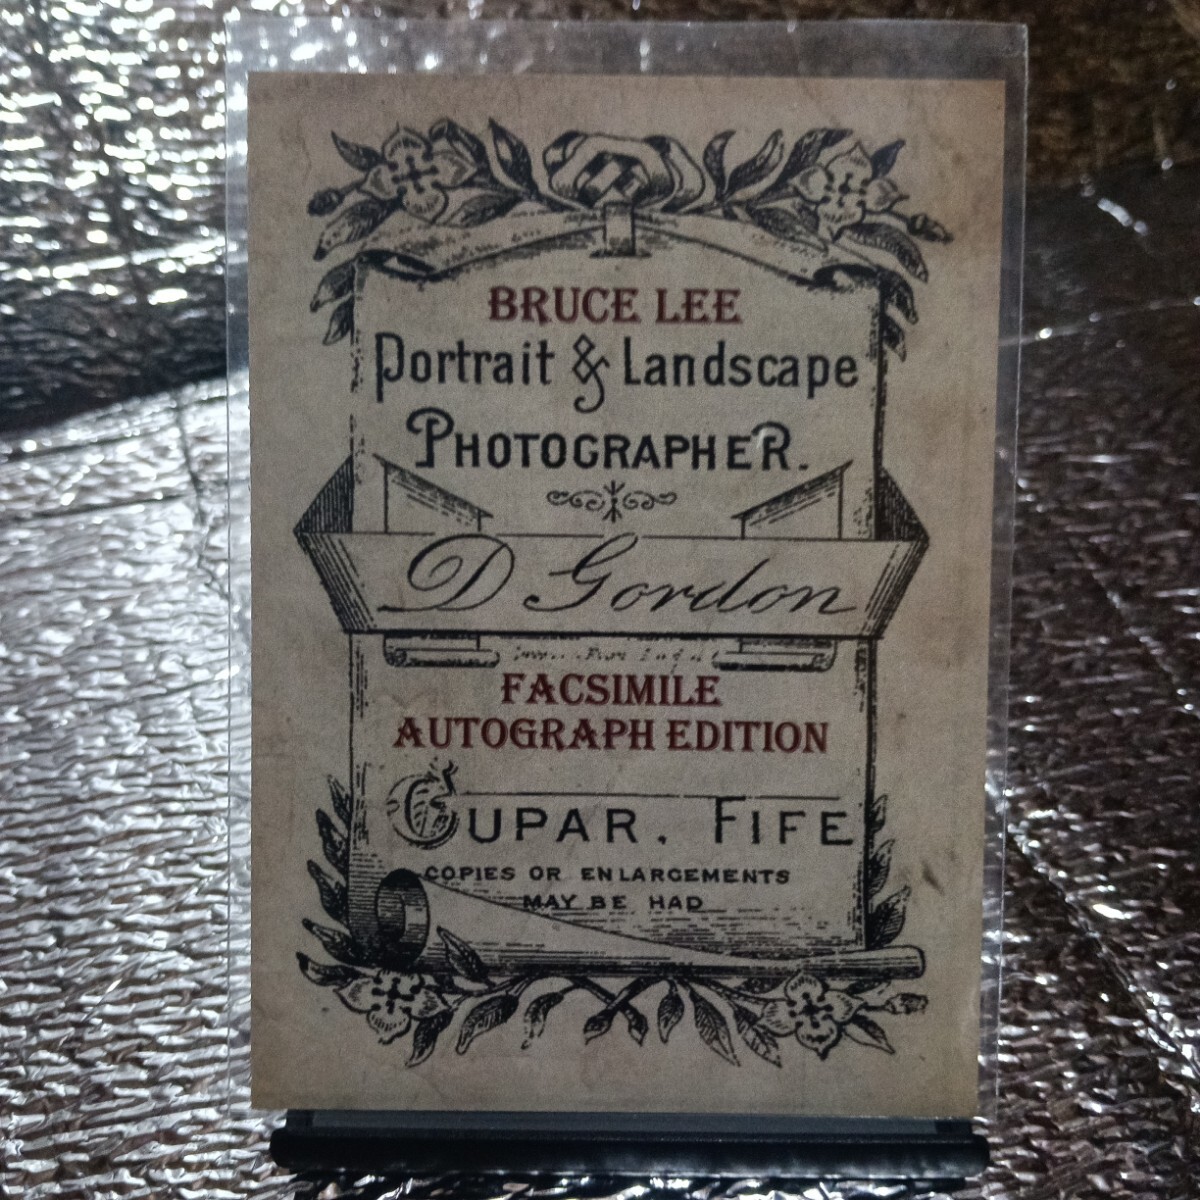 BRUCE LEE
Portrait & Landscape
PHOTOGRAPHER.
D Gordon
FACSIMILE
AUTOGRAPH EDITION
CUPAR. FIFE
COPIES OR ENLARGEMENTS
MAY BE HAD